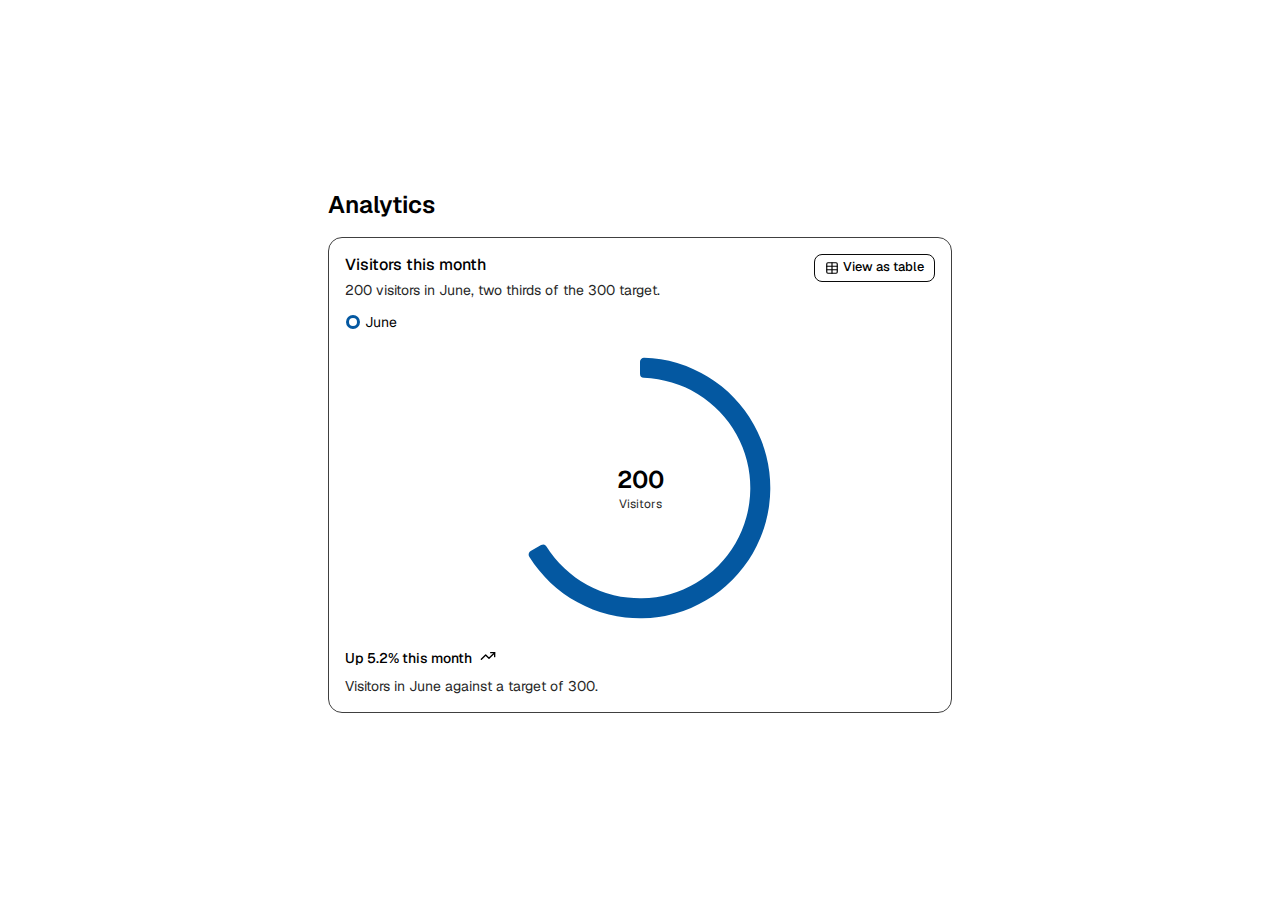 Analytics
Visitors this month
View as table
200 visitors in June, two thirds of the 300 target.
June
200
Visitors
Up 5.2% this month
Visitors in June against a target of 300.